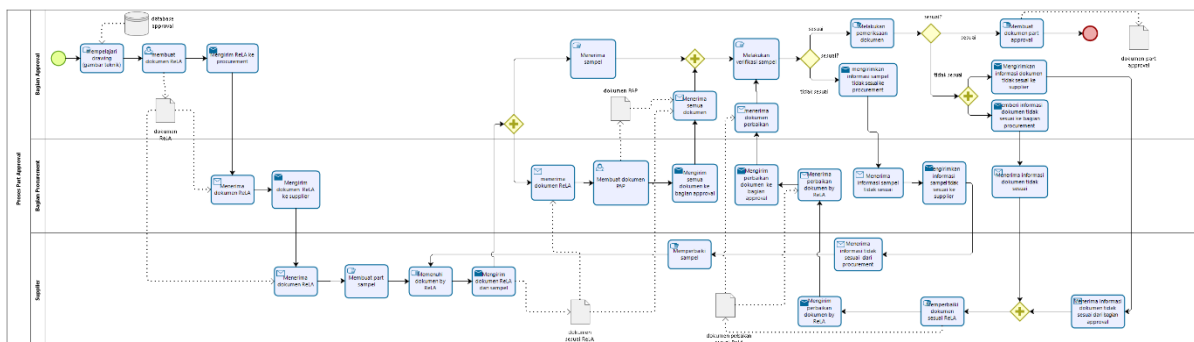 Proses Part Approval
Bagian Approval
Bagian Procurement
Supplier
database
approval
Mempelajari
drawing
(gambar teknik)
membuat
dokumen ReLA
Mengirim ReLA ke
procurement
dokumen
ReLA
Menerima
dokumen ReLA
Mengirim
dokumen ReLA
ke supplier
Menerima
dokumen ReLA
Membuat part
sampel
Memenuhi
dokumen by
ReLA
Mengirim
dokumen ReLA
dan sampel
dokumen
sesuai ReLA
Menerima
sampel
dokumen PAP
Menerima
semua
dokumen
menerima
dokumen ReLA
Membuat dokumen
PAP
Mengirim
semua
dokumen ke
bagian approval
Melakukan
verifikasi sampel
menerima
dokumen
perbaikan
Mengirim
perbaikan
dokumen ke
bagian approval
Menerima
perbaikan
dokumen by
ReLA
sesuai?
sesuai
tidak sesuai
Melakukan
pemeriksaan
dokumen
mengirimkan
informasi sampel
tidak sesuai ke
procurement
Menerima
informasi sampel
tidak sesuai
Mengirimkan
informasi
sampel tidak
sesuai ke
supplier
Menerima
informasi tidak
sesuai dari
procurement
Memperbaiki
sampel
sesuai?
sesuai
tidak sesuai
Membuat
dokumen part
approval
dokumen part
approval
Mengirimkan
informasi dokumen
tidak sesuai ke
supplier
Memberi informasi
dokumen tidak
sesuai ke bagian
procurement
Menerima
informasi
dokumen tidak
sesuai
Menerima informasi
dokumen tidak
sesuai dari bagian
approval
Memperbaiki
dokumen
sesuai ReLA
Mengirim
perbaikan
dokumen by
ReLA